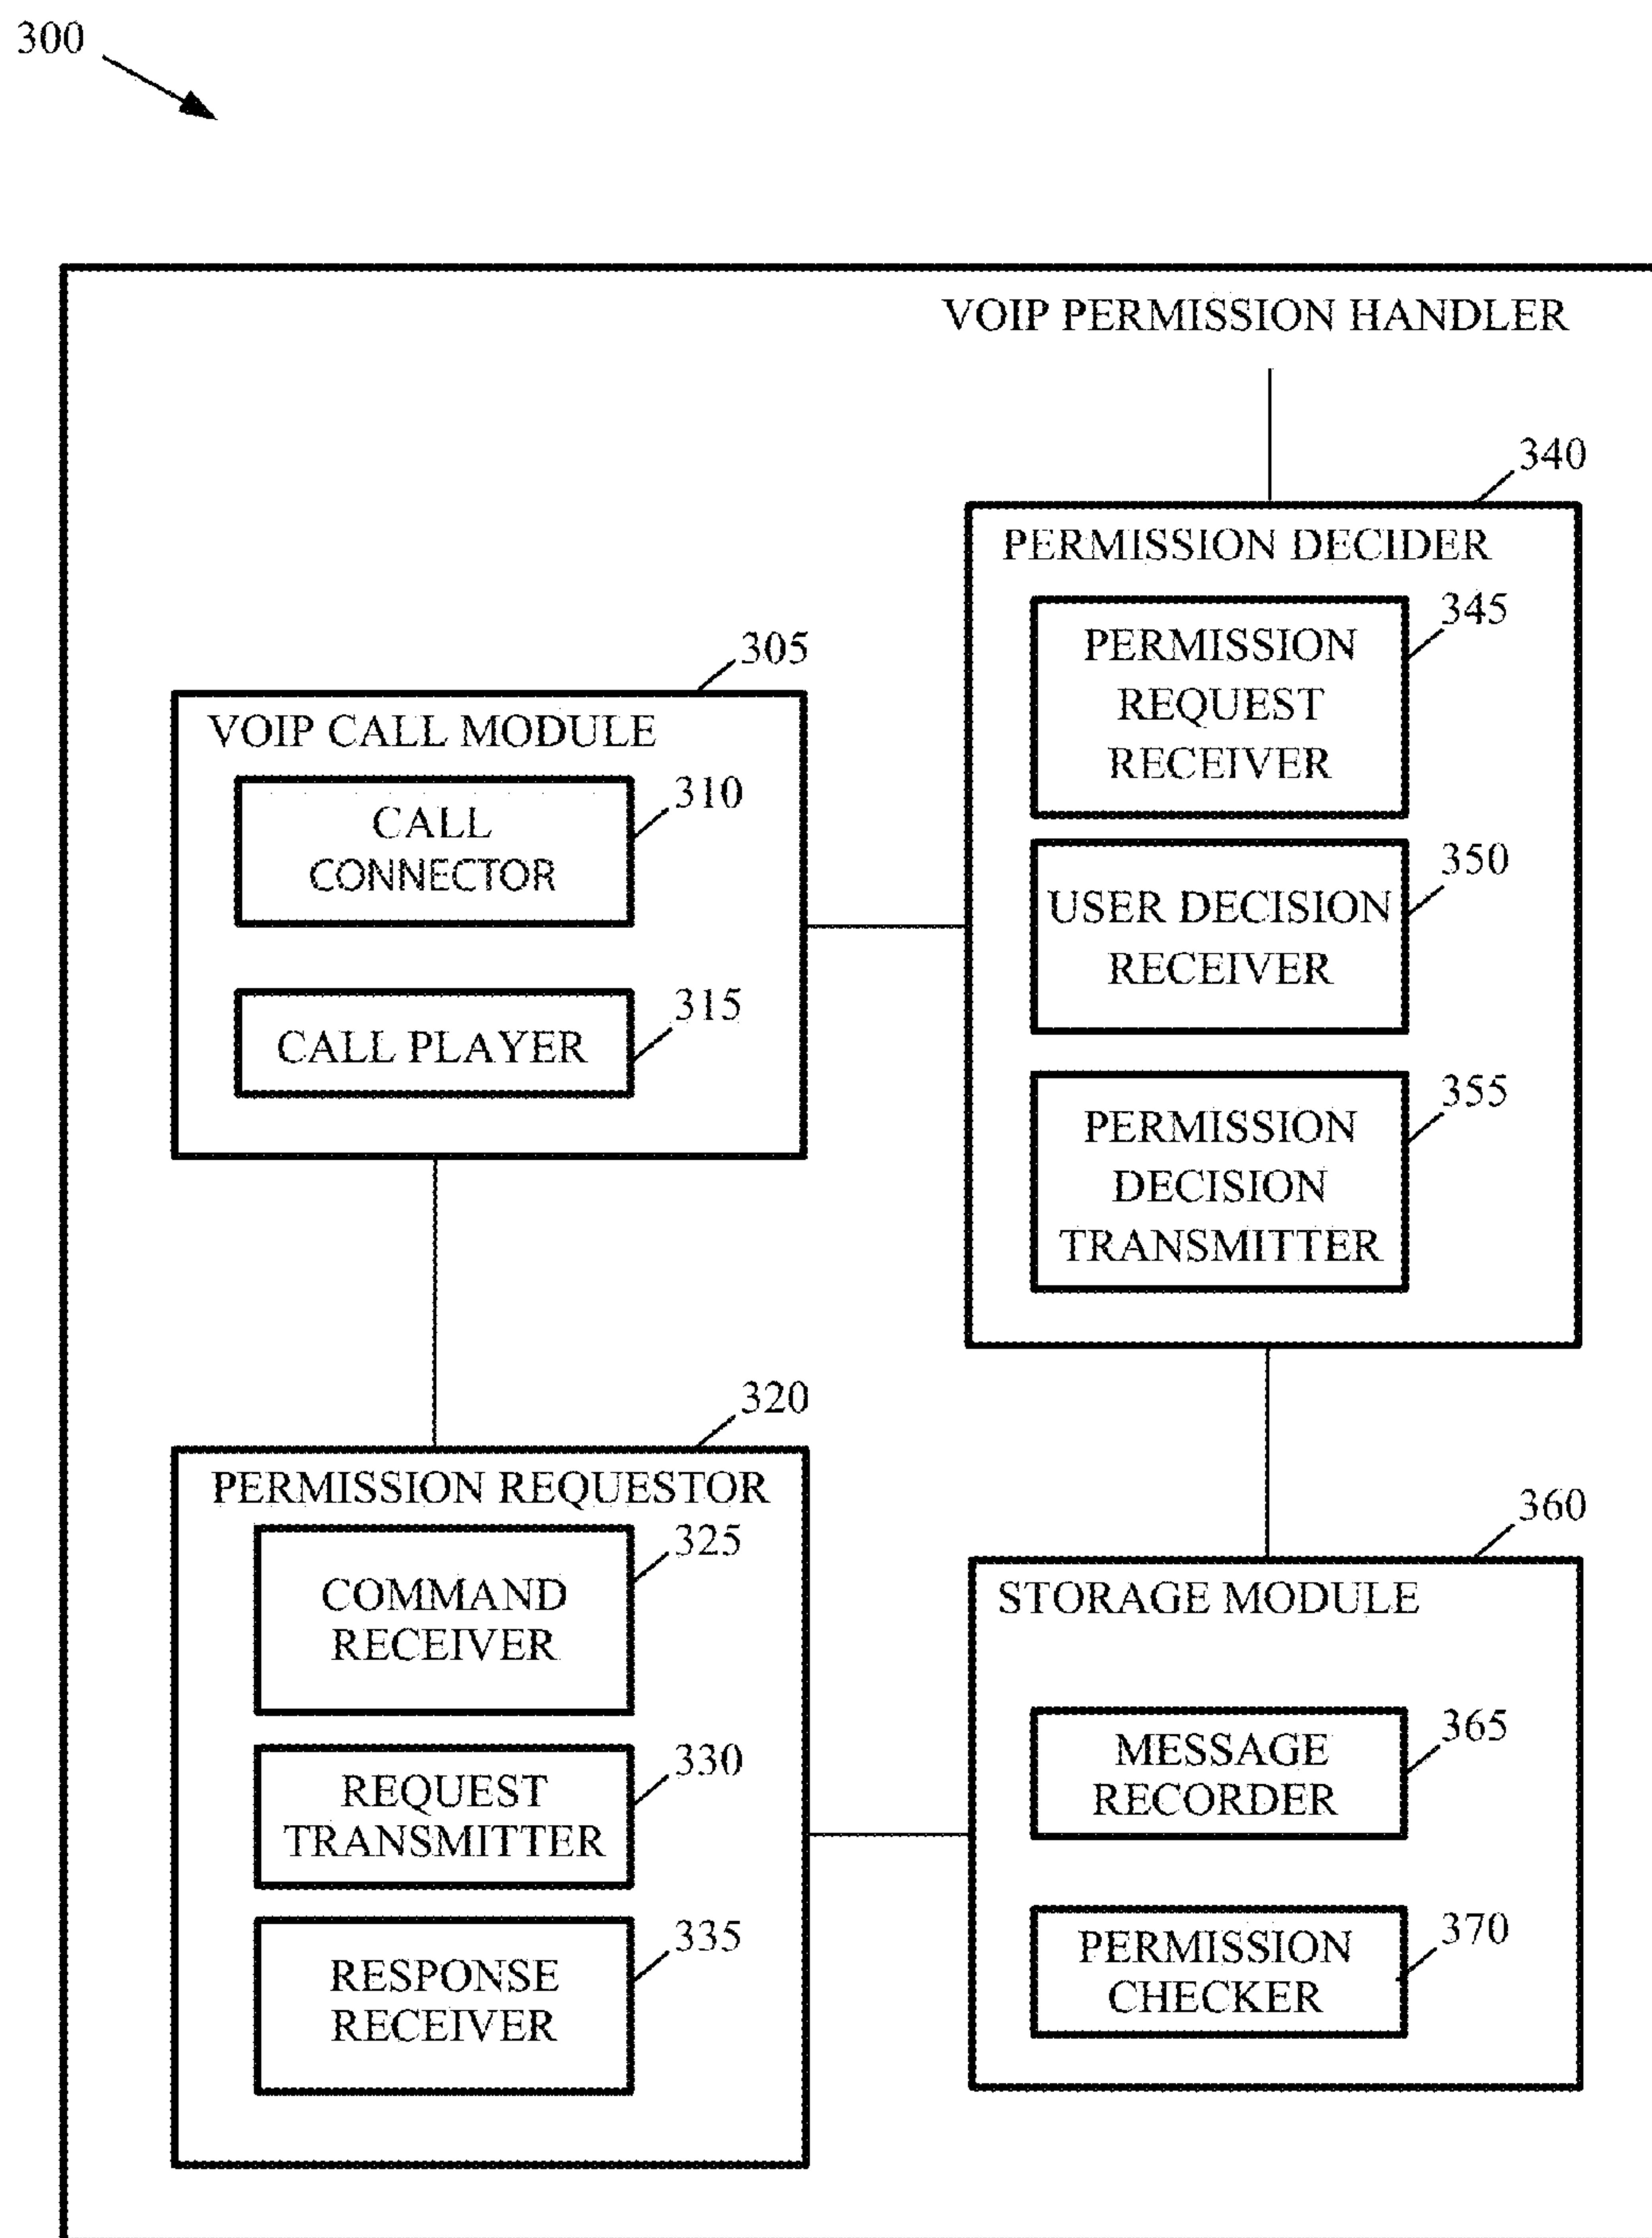 300
VOIP PERMISSION HANDLER
305
VOIP CALL MODULE
310
CALL
CONNECTOR
315
CALL PLAYER
340
PERMISSION DECIDER
345
PERMISSION
REQUEST
RECEIVER
350
USER DECISION
RECEIVER
355
PERMISSION
DECISION
TRANSMITTER
320
PERMISSION REQUESTOR
325
COMMAND
RECEIVER
330
REQUEST
TRANSMITTER
335
RESPONSE
RECEIVER
360
STORAGE MODULE
365
MESSAGE
RECORDER
370
PERMISSION
CHECKER